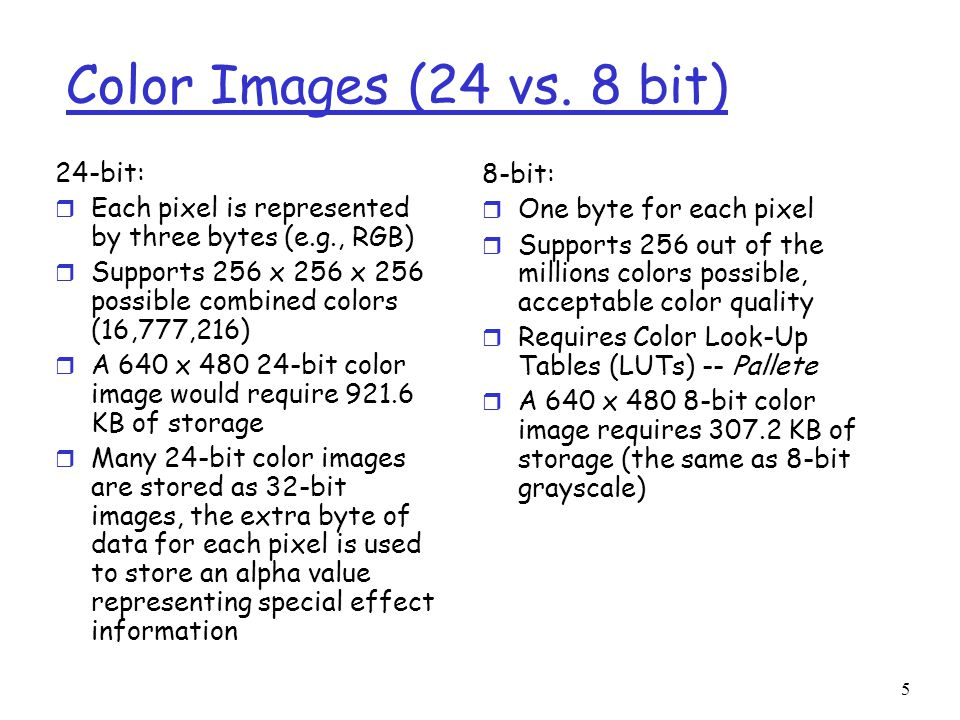 Color Images (24 vs. 8 bit)
24-bit:
Each pixel is represented
by three bytes (e.g., RGB)
Supports 256 x 256 x 256
possible combined colors
(16,777,216)
A 640 x 480 24-bit color
image would require 921.6
KB of storage
Many 24-bit color images
are stored as 32-bit
images, the extra byte of
data for each pixel is used
to store an alpha value
representing special effect
information
8-bit:
One byte for each pixel
Supports 256 out of the
millions colors possible,
acceptable color quality
Requires Color Look-Up
Tables (LUTs) -- Pallete
A 640 x 480 8-bit color
image requires 307.2 KB of
storage (the same as 8-bit
grayscale)
5